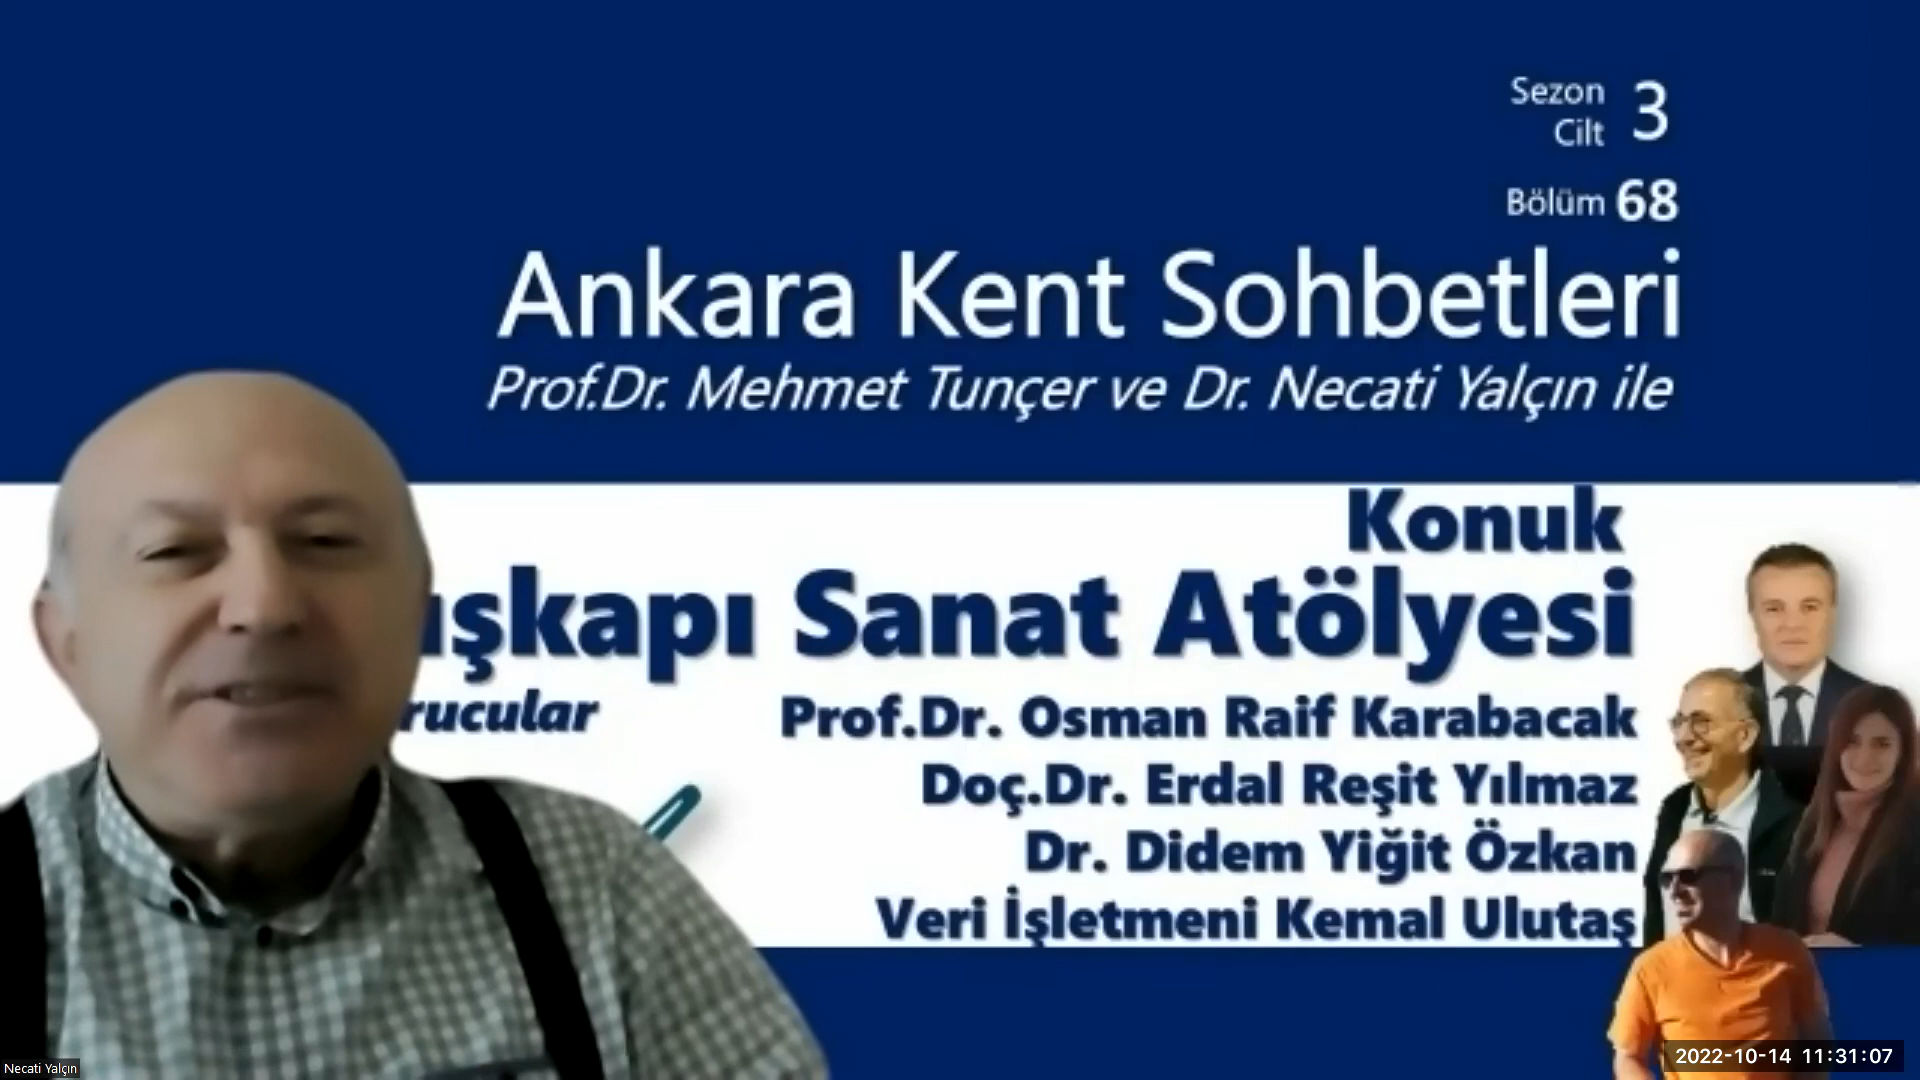 Sezon 3
Cilt
Bölüm 68
Ankara Kent Sohbetleri
Prof.Dr. Mehmet Tunçer ve Dr. Necati Yalçın ile
Konuk
Sanat Atölyesi
Prof.Dr. Osman Raif Karabacak
Doç.Dr. Erdal Reşit Yılmaz
Dr. Didem Yiğit Özkan
Veri İşletmeni Kemal Ulutaş
Necati Yalçın
2022-10-14 11:31:07